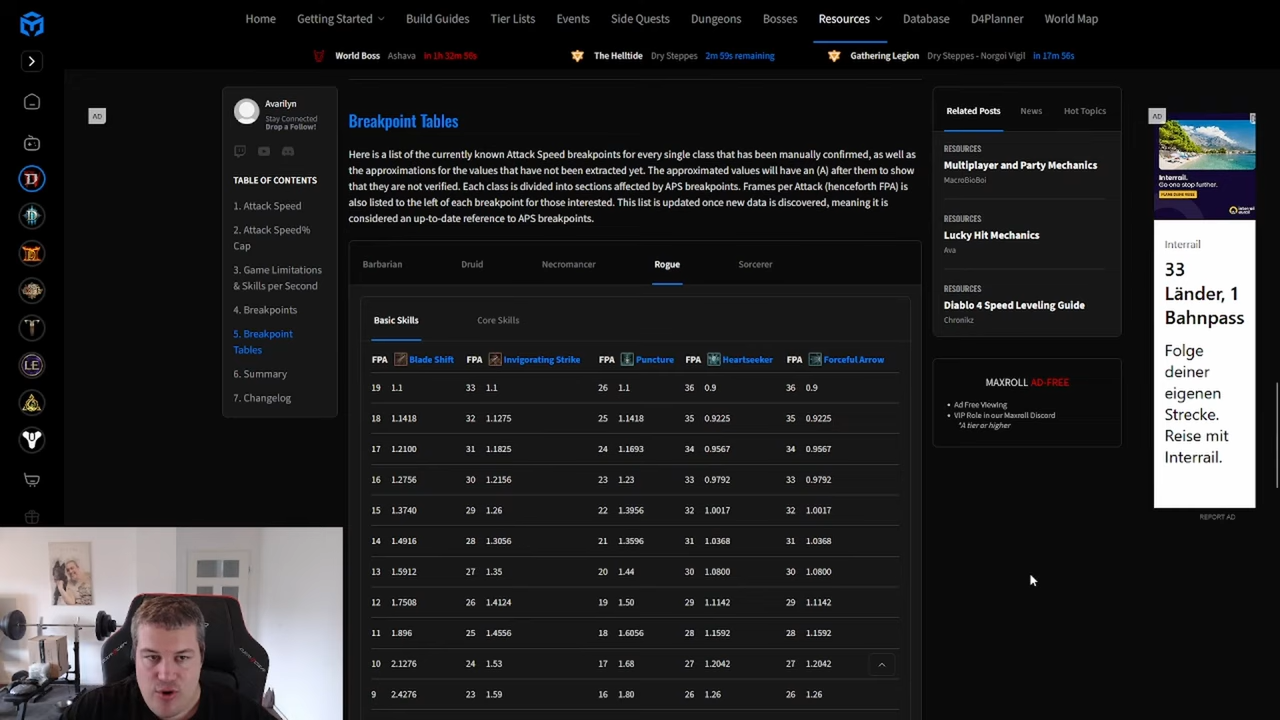 Home Getting Started Build Guides Tier Lists Events Side Quests Dungeons Bosses Resources Database D4Planner World Map
World Boss Ashava in 1h 32m 56s The Helltide Dry Steppes 2m 59s remaining Gathering Legion Dry Steppes - Norgoi Vigil in 17m 56s
AD
Avarilyn
Stay Connected
Drop a Follow!
TABLE OF CONTENTS
1. Attack Speed
2. Attack Speed%
Cap
3. Game Limitations
& Skills per Second
4. Breakpoints
5. Breakpoint
Tables
6. Summary
7. Changelog
Breakpoint Tables
Here is a list of the currently known Attack Speed breakpoints for every single class that has been manually confirmed, as well as
the approximations for the values that have not been extracted yet. The approximated values will have an (A) after them to show
that they are not verified. Each class is divided into sections affected by APS breakpoints. Frames per Attack (henceforth FPA) is
also listed to the left of each breakpoint for those interested. This list is updated once new data is discovered, meaning it is
considered an up-to-date reference to APS breakpoints.
Barbarian Druid Necromancer Rogue Sorcerer
Basic Skills Core Skills
FPA Blade Shift FPA Invigorating Strike FPA Puncture FPA Heartseeker FPA Forceful Arrow
19 1.1 33 1.1 26 1.1 36 0.9 36 0.9
18 1.1418 32 1.1275 25 1.1418 35 0.9225 35 0.9225
17 1.2100 31 1.1825 24 1.1693 34 0.9567 34 0.9567
16 1.2756 30 1.2156 23 1.23 33 0.9792 33 0.9792
15 1.3740 29 1.26 22 1.3956 32 1.0017 32 1.0017
14 1.4916 28 1.3056 21 1.3596 31 1.0368 31 1.0368
13 1.5912 27 1.35 20 1.44 30 1.0800 30 1.0800
12 1.7508 26 1.4124 19 1.50 29 1.1142 29 1.1142
11 1.896 25 1.4556 18 1.6056 28 1.1592 28 1.1592
10 2.1276 24 1.53 17 1.68 27 1.2042 27 1.2042
9 2.4276 23 1.59 16 1.80 26 1.26 26 1.26
Related Posts News Hot Topics
RESOURCES
Multiplayer and Party Mechanics
MacroBioBoi
RESOURCES
Lucky Hit Mechanics
Ava
RESOURCES
Diablo 4 Speed Leveling Guide
Chronikz
MAXROLL AD-FREE
• Ad Free Viewing
• VIP Role in our Maxroll Discord
*A tier or higher
AD
Interrail.
Go one stop
further.
Interrail
33
Länder, 1
Bahnpass
Folge
deiner
eigenen
Strecke.
Reise mit
Interrail.
REPORT AD
LE